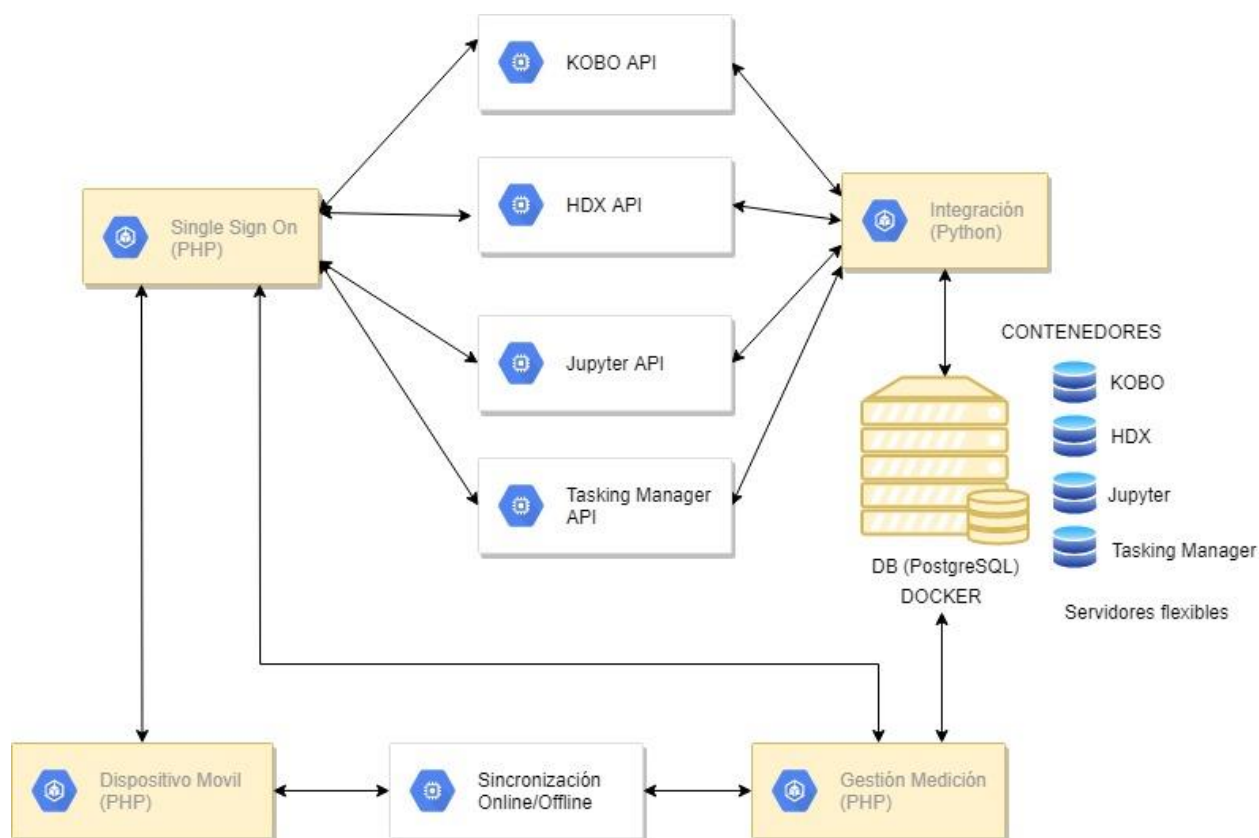 KOBO API
HDX API
Single Sign On
(PHP)
Integración
(Python)
Jupyter API
Tasking Manager
API
CONTENEDORES
KOBO
HDX
Jupyter
Tasking Manager
DB (PostgreSQL)
DOCKER
Servidores flexibles
Dispositivo Movil
(PHP)
Sincronización
Online/Offline
Gestión Medición
(PHP)